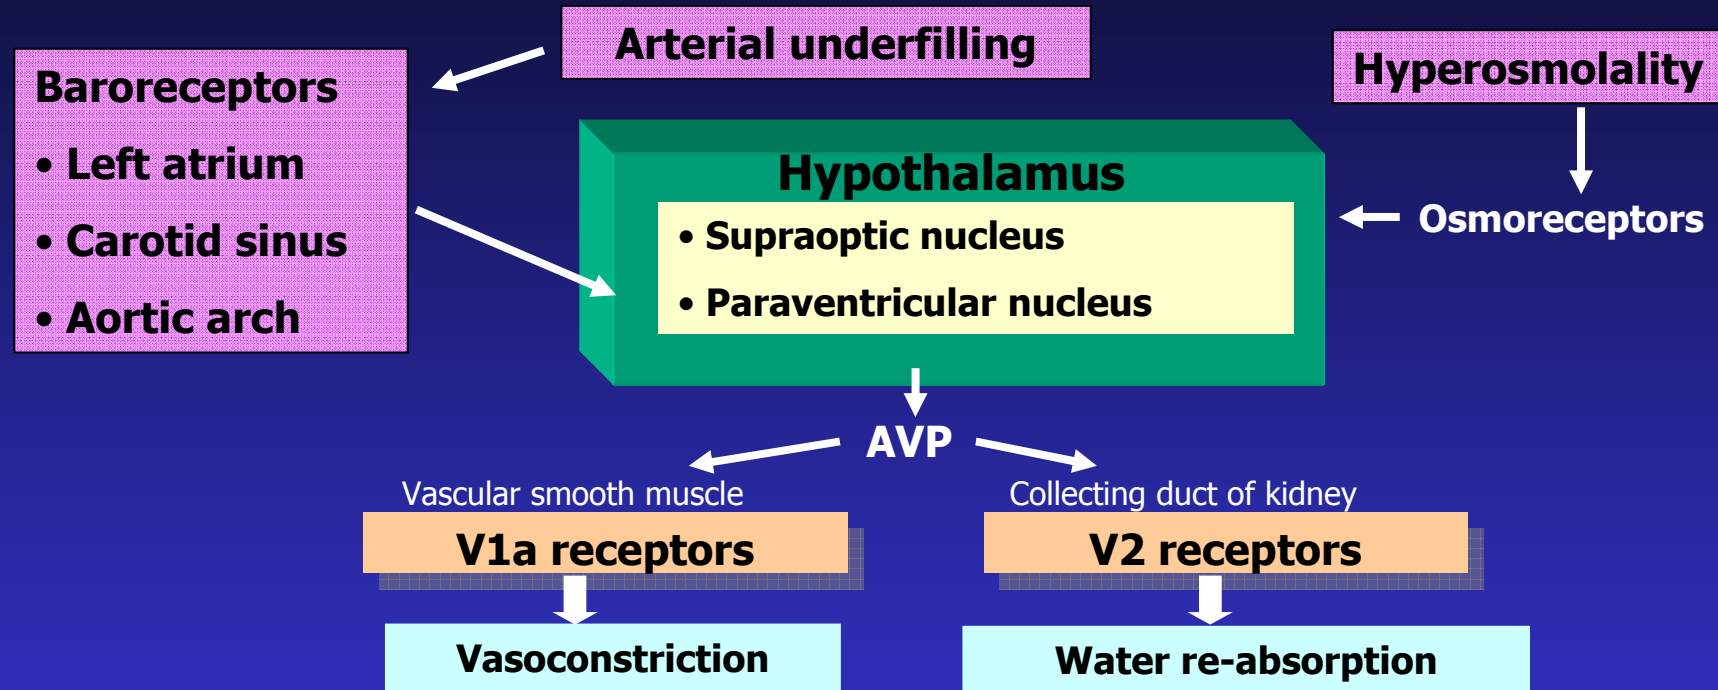 Arterial underfilling
Hyperosmolality
Baroreceptors
• Left atrium
• Carotid sinus
• Aortic arch
Hypothalamus
• Supraoptic nucleus
• Paraventricular nucleus
Osmoreceptors
AVP
Vascular smooth muscle
V1a receptors
Vasoconstriction
Collecting duct of kidney
V2 receptors
Water re-absorption